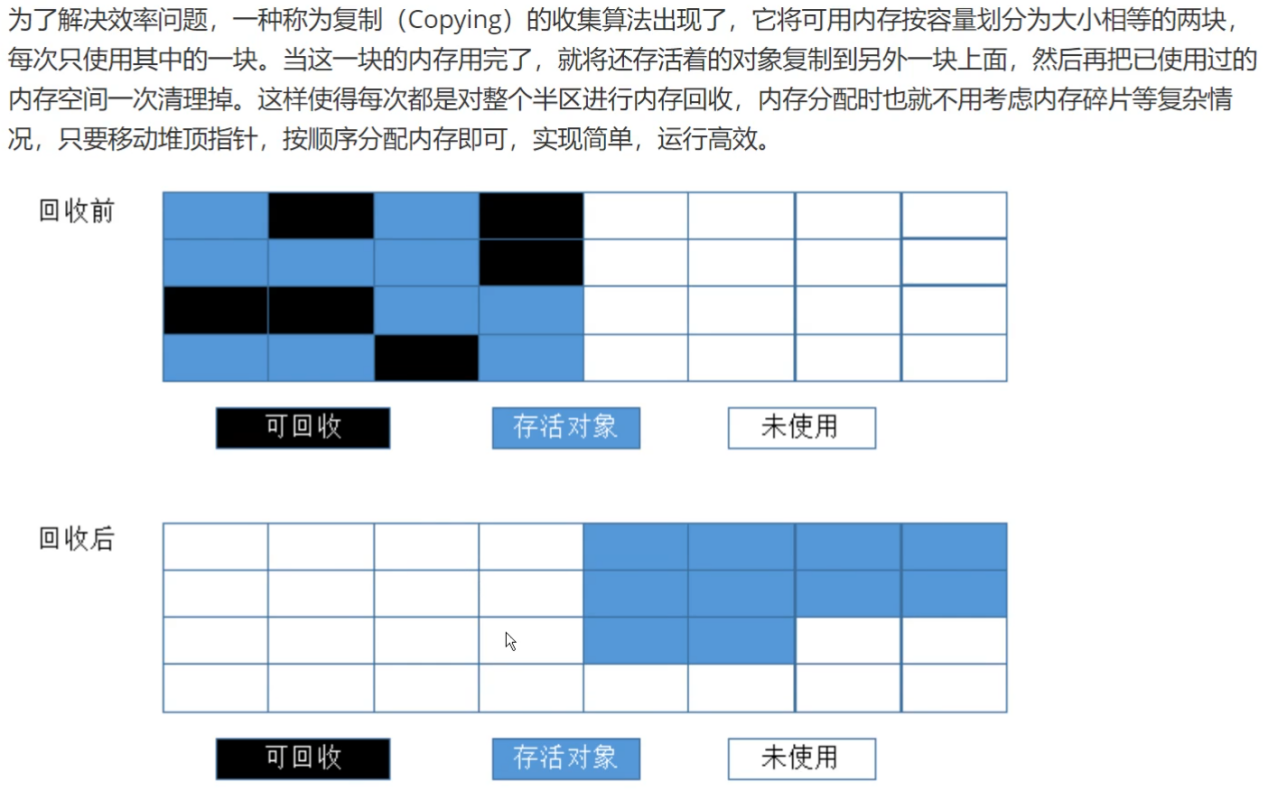 为了解决效率问题，一种称为复制（Copying）的收集算法出现了，它将可用内存按容量划分为大小相等的两块，
每次只使用其中的一块。当这一块的内存用完了，就将还存活着的对象复制到另外一块上面，然后再把已使用过的
内存空间一次清理掉。这样使得每次都是对整个半区进行内存回收，内存分配时也就不用考虑内存碎片等复杂情
况，只要移动堆顶指针，按顺序分配内存即可，实现简单，运行高效。
回收前
可回收
存活对象
未使用
回收后
可回收
存活对象
未使用